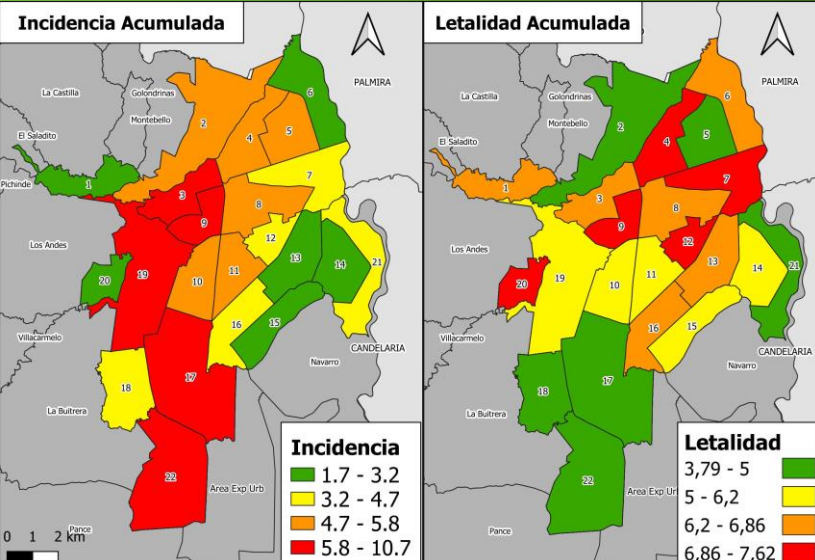 Incidencia Acumulada
PALMIRA
La Castilla
Golondrinas
Montebello
El Saladito
Pichinde
Los Andes
Villacarmelo
La Buitrera
Pance
Navarro
CANDELARIA
Area Exp Urb
1
2
3
4
5
6
7
8
9
10
11
12
13
14
15
16
17
18
19
20
21
22
Incidencia
1.7 - 3.2
3.2 - 4.7
4.7 - 5.8
5.8 - 10.7
0 1 2 km
Letalidad Acumulada
PALMIRA
La Castilla
Golondrinas
Montebello
El Saladito
Pichinde
Los Andes
Villacarmelo
La Buitrera
Pance
Navarro
CANDELARIA
Area Exp Ur
1
2
3
4
5
6
7
8
9
10
11
12
13
14
15
16
17
18
19
20
21
22
Letalidad
3,79 - 5
5 - 6,2
6,2 - 6,86
6,86 - 7,62